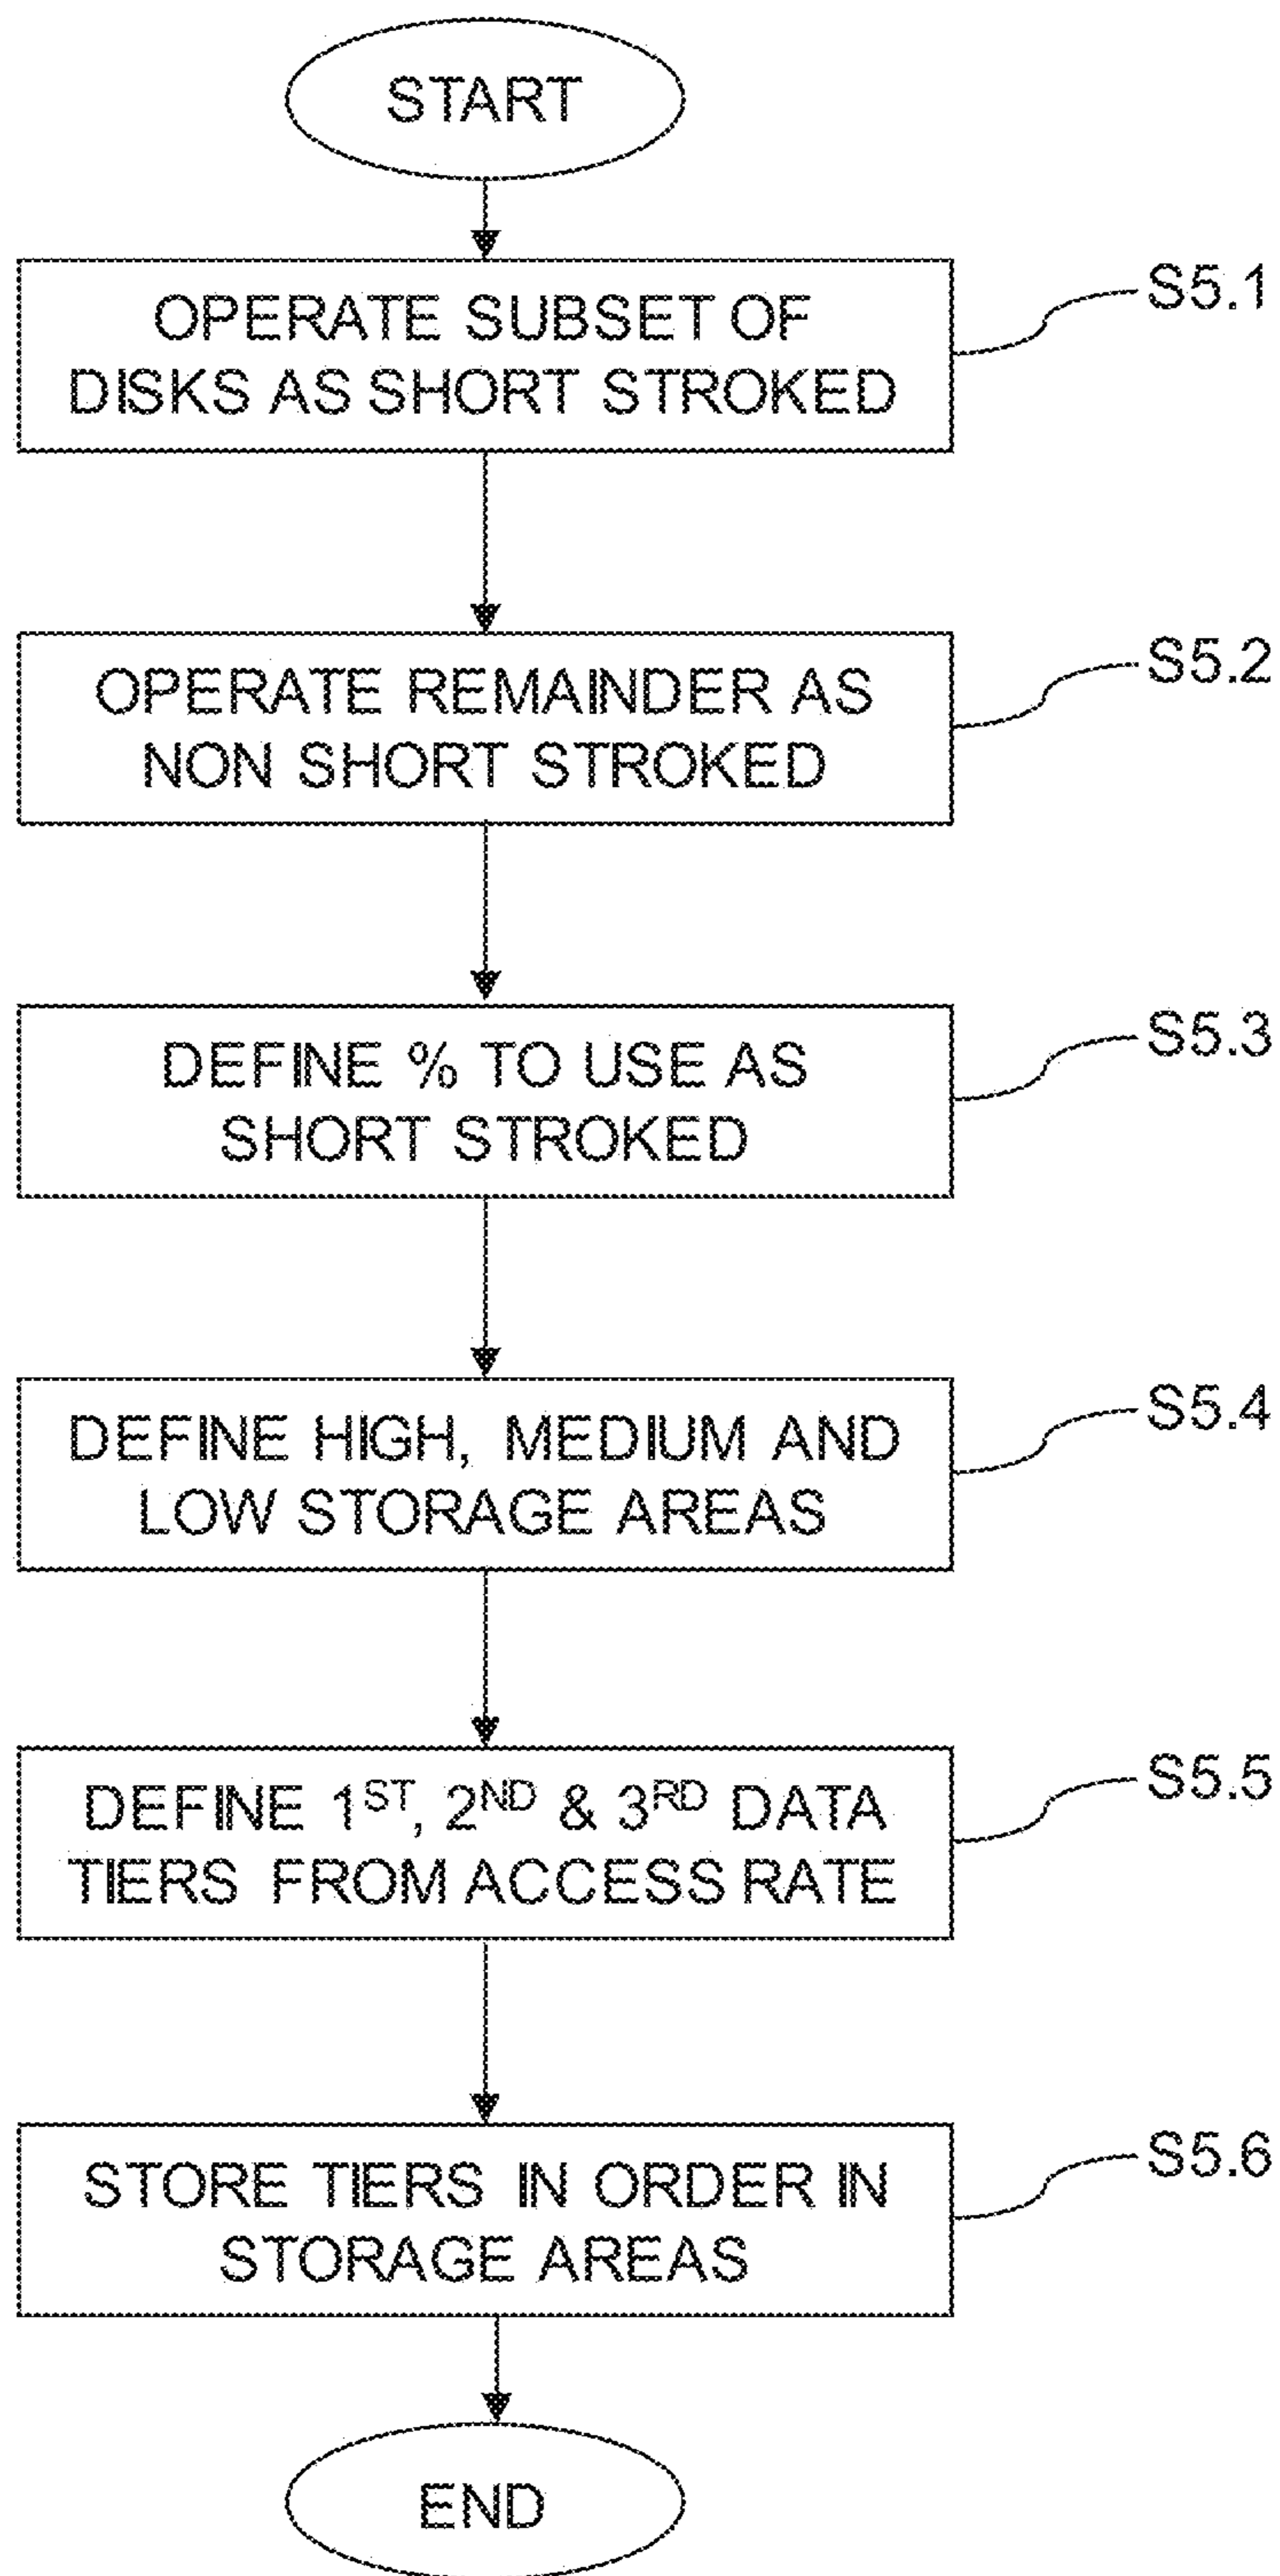 START
OPERATE SUBSET OF
DISKS AS SHORT STROKED
S5.1
OPERATE REMAINDER AS
NON SHORT STROKED
S5.2
DEFINE % TO USE AS
SHORT STROKED
S5.3
DEFINE HIGH, MEDIUM AND
LOW STORAGE AREAS
S5.4
DEFINE 1ST, 2ND & 3RD DATA
TIERS FROM ACCESS RATE
S5.5
STORE TIERS IN ORDER IN
STORAGE AREAS
S5.6
END